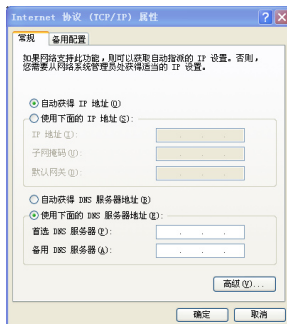 Internet 协议 (TCP/IP) 属性
常规 备用配置
如果网络支持此功能，则可以获取自动指派的 IP 设置。否则，
您需要从网络系统管理员处获得适当的 IP 设置。
自动获得 IP 地址(O)
使用下面的 IP 地址(S):
IP 地址(I):
子网掩码(U):
默认网关(D):
自动获得 DNS 服务器地址(B)
使用下面的 DNS 服务器地址(E):
首选 DNS 服务器(P):
备用 DNS 服务器(A):
高级(V)...
确定 取消